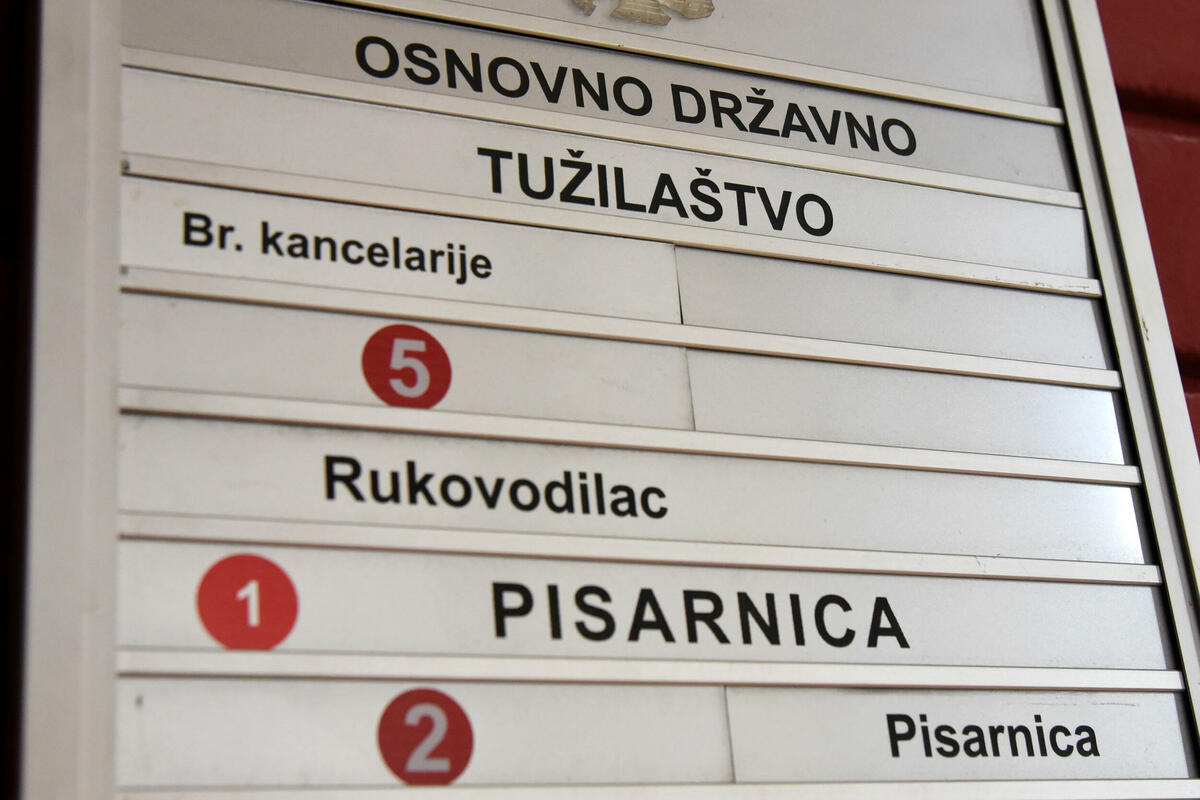 OSNOVNO DRŽAVNO
TUŽILAŠTVO
Br. kancelarije
5
Rukovodilac
1 PISARNICA
2 Pisarnica